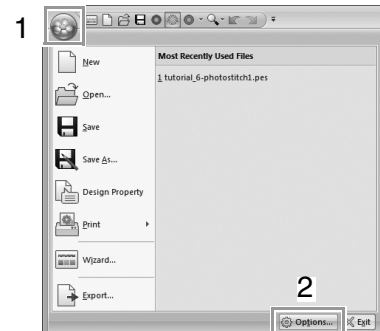 1
New
Open...
Save
Save As...
Design Property
Print
Wizard...
Export...
Most Recently Used Files
1 tutorial_6-photostitch1.pes
2
Options...
Exit